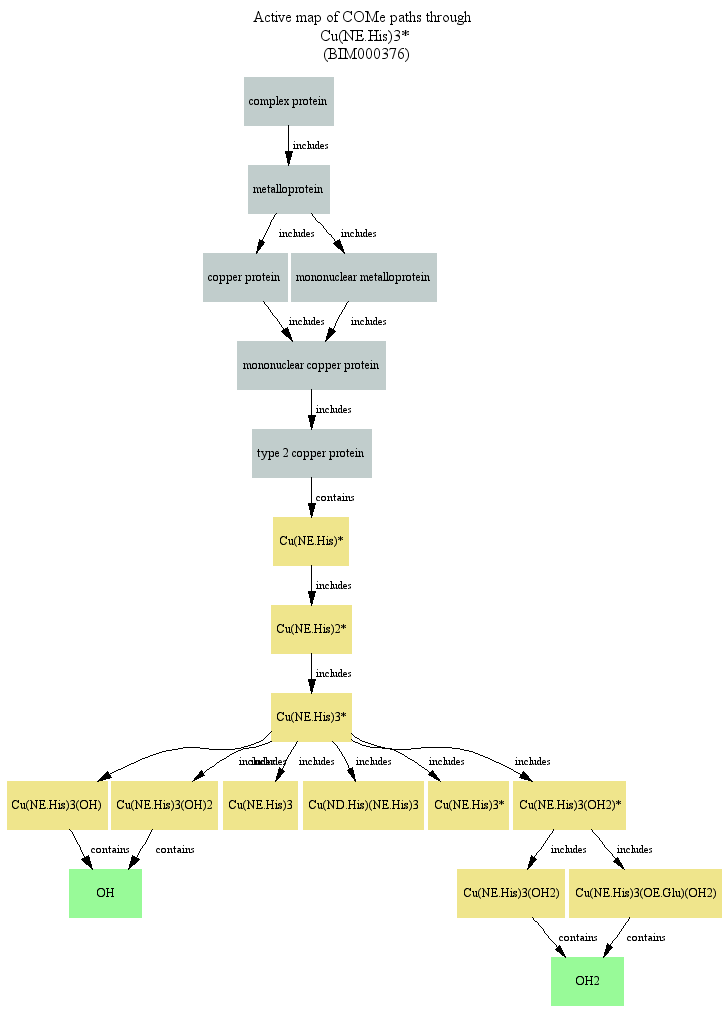 Active map of COMe paths through
Cu(NE.His)3*
(BIM000376)
complex protein
includes
metalloprotein
includes includes
copper protein mononuclear metalloprotein
includes includes
mononuclear copper protein
includes
type 2 copper protein
contains
Cu(NE.His)*
includes
Cu(NE.His)2*
includes
Cu(NE.His)3*
includes includes includes includes includes includes
Cu(NE.His)3(OH) Cu(NE.His)3(OH)2 Cu(NE.His)3 Cu(ND.His)(NE.His)3 Cu(NE.His)3* Cu(NE.His)3(OH2)*
contains contains includes includes
OH Cu(NE.His)3(OH2) Cu(NE.His)3(OE.Glu)(OH2)
contains contains
OH2